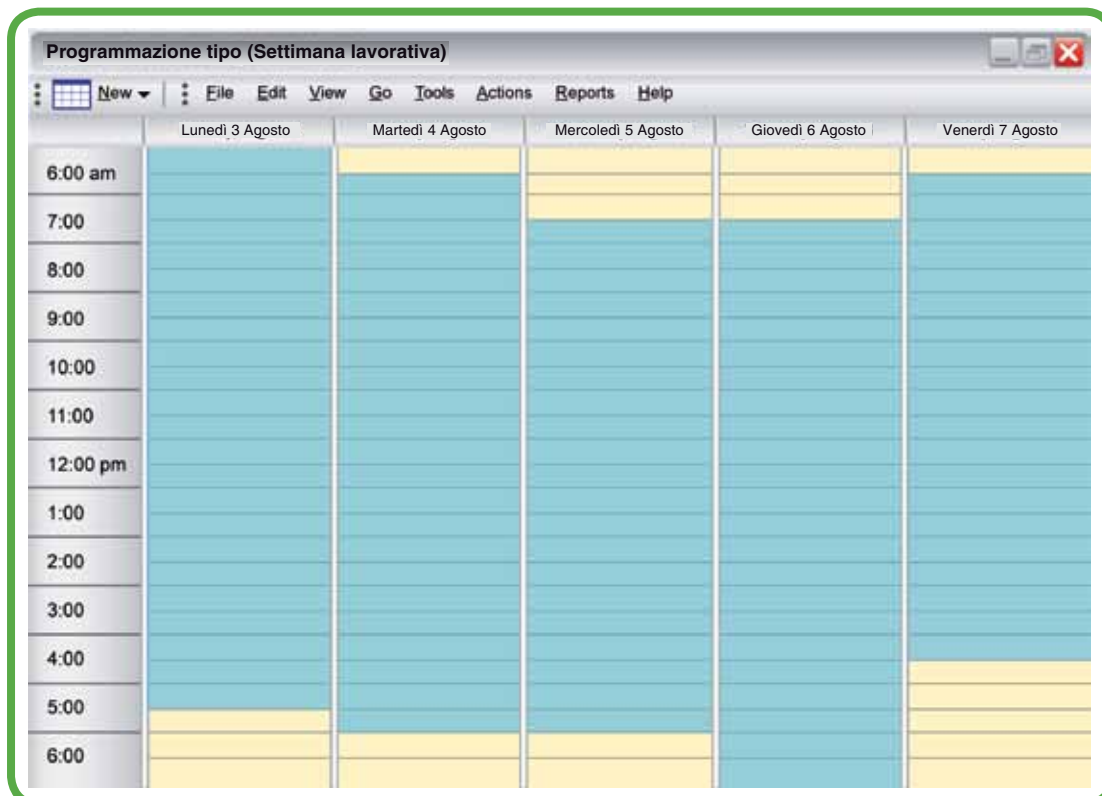 Programmazione tipo (Settimana lavorativa)
New File Edit View Go Tools Actions Reports Help
Lunedì 3 Agosto Martedì 4 Agosto Mercoledì 5 Agosto Giovedì 6 Agosto Venerdì 7 Agosto
6:00 am
7:00
8:00
9:00
10:00
11:00
12:00 pm
1:00
2:00
3:00
4:00
5:00
6:00